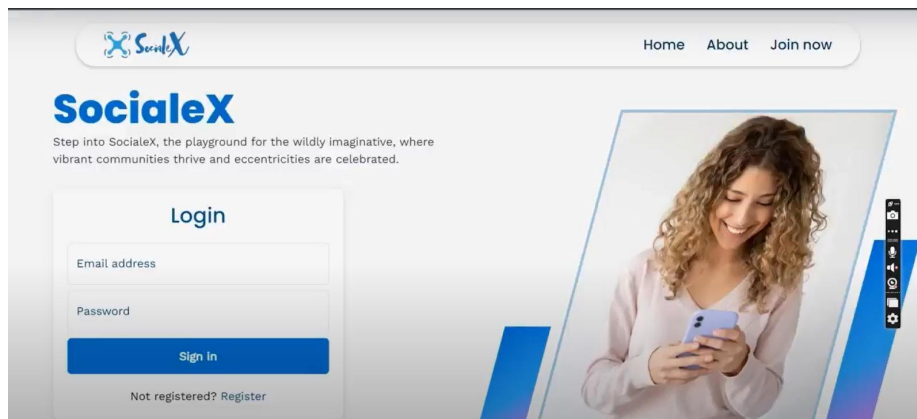 SocialeX
Home About Join now
SocialeX
Step into SocialeX, the playground for the wildly imaginative, where
vibrant communities thrive and eccentricities are celebrated.
Login
Email address
Password
Sign in
Not registered? Register